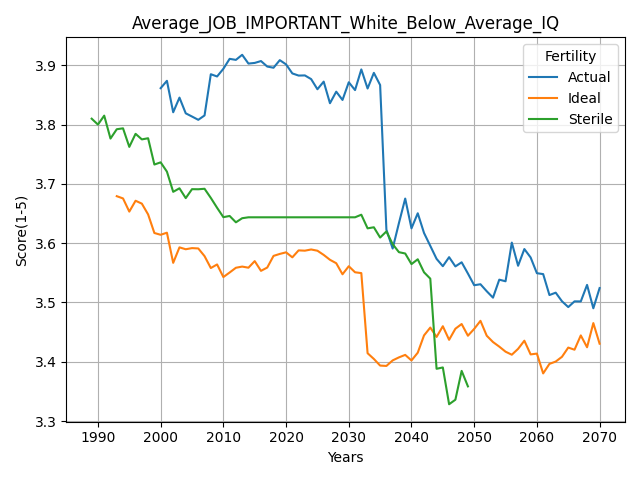 Average_JOB_IMPORTANT_White_Below_Average_IQ
Fertility
Actual
Ideal
Sterile
Score(1-5)
3.9
3.8
3.7
3.6
3.5
3.4
3.3
1990 2000 2010 2020 2030 2040 2050 2060 2070
Years